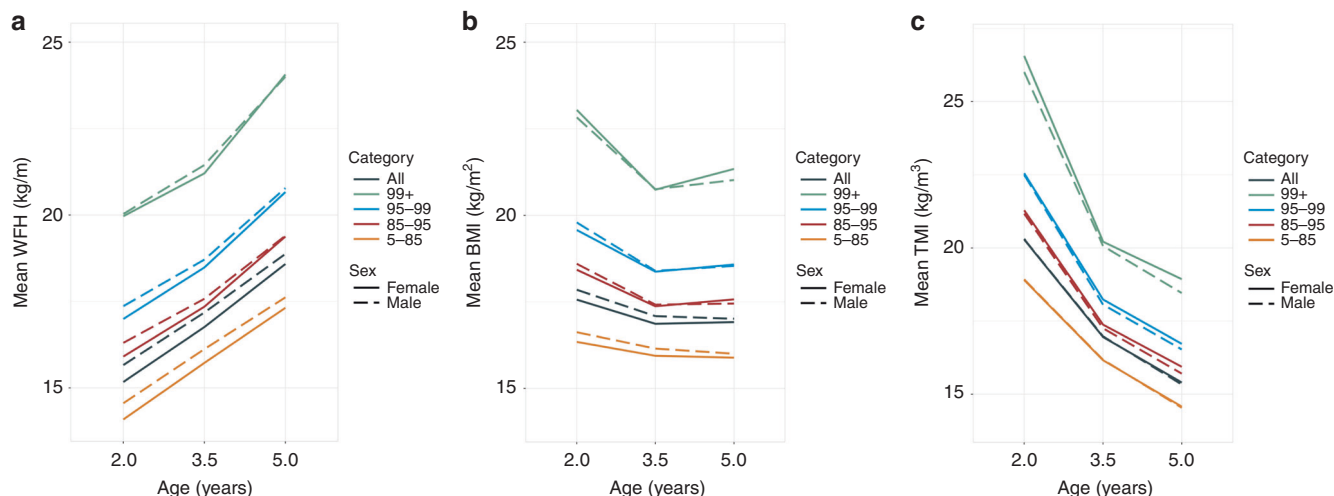 a
25
20
15
Mean WFH (kg/m)
2.0 3.5 5.0
Age (years)
Category
All
99+
95–99
85–95
5–85
Sex
Female
Male
b
25
20
15
Mean BMI (kg/m²)
2.0 3.5 5.0
Age (years)
Category
All
99+
95–99
85–95
5–85
Sex
Female
Male
c
25
20
15
Mean TMI (kg/m³)
2.0 3.5 5.0
Age (years)
Category
All
99+
95–99
85–95
5–85
Sex
Female
Male